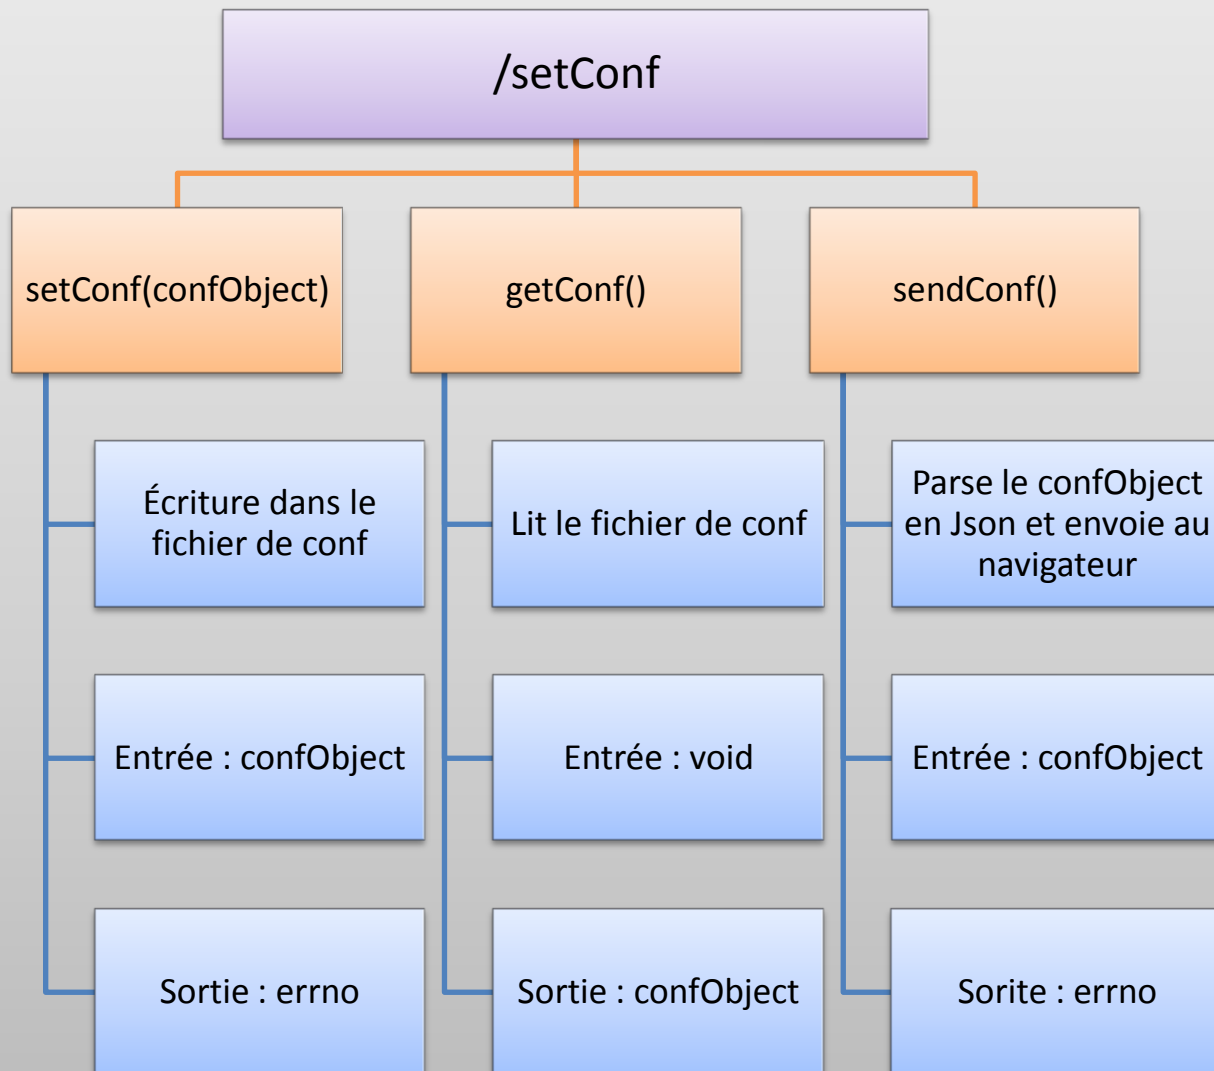 /setConf
setConf(confObject)
getConf()
sendConf()
Écriture dans le
fichier de conf
Lit le fichier de conf
Parse le confObject
en Json et envoie au
navigateur
Entrée : confObject
Entrée : void
Entrée : confObject
Sortie : errno
Sortie : confObject
Sorite : errno